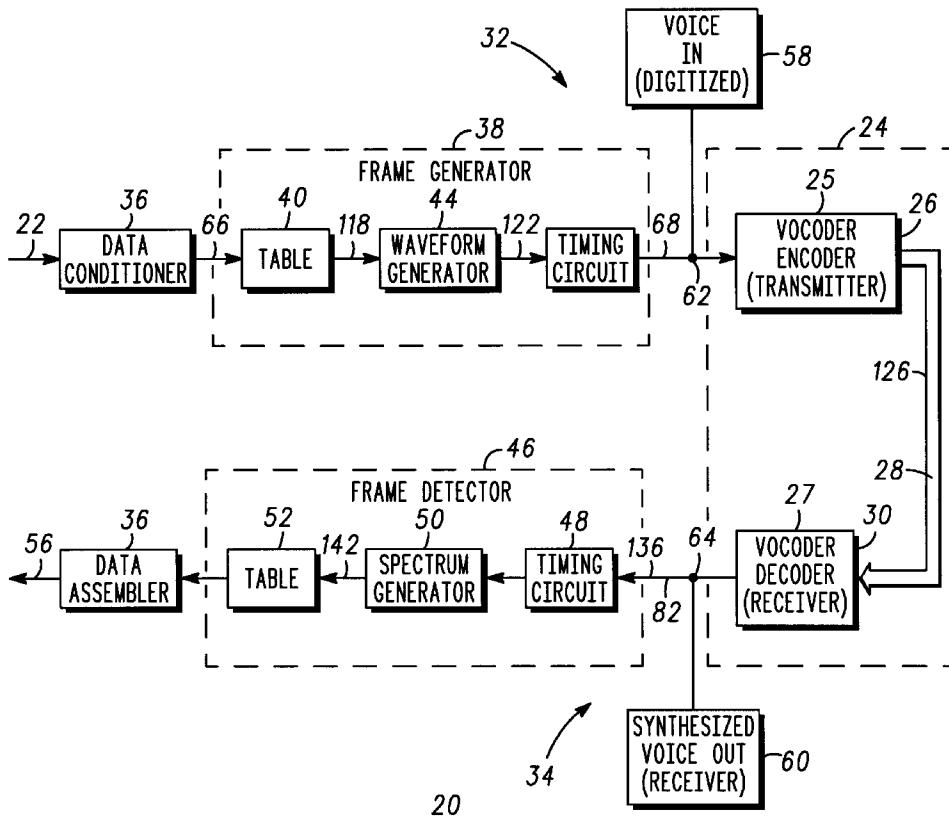 32
VOICE
IN
(DIGITIZED)
58
38
24
FRAME GENERATOR
22
36
DATA
CONDITIONER
66
40
TABLE
118
44
WAVEFORM
GENERATOR
122
TIMING
CIRCUIT
68
62
25
VOCODER
ENCODER
(TRANSMITTER)
26
126
28
46
FRAME DETECTOR
56
36
DATA
ASSEMBLER
52
TABLE
142
50
SPECTRUM
GENERATOR
48
TIMING
CIRCUIT
136
82
64
27
VOCODER
DECODER
(RECEIVER)
30
34
SYNTHESIZED
VOICE OUT
(RECEIVER)
60
20